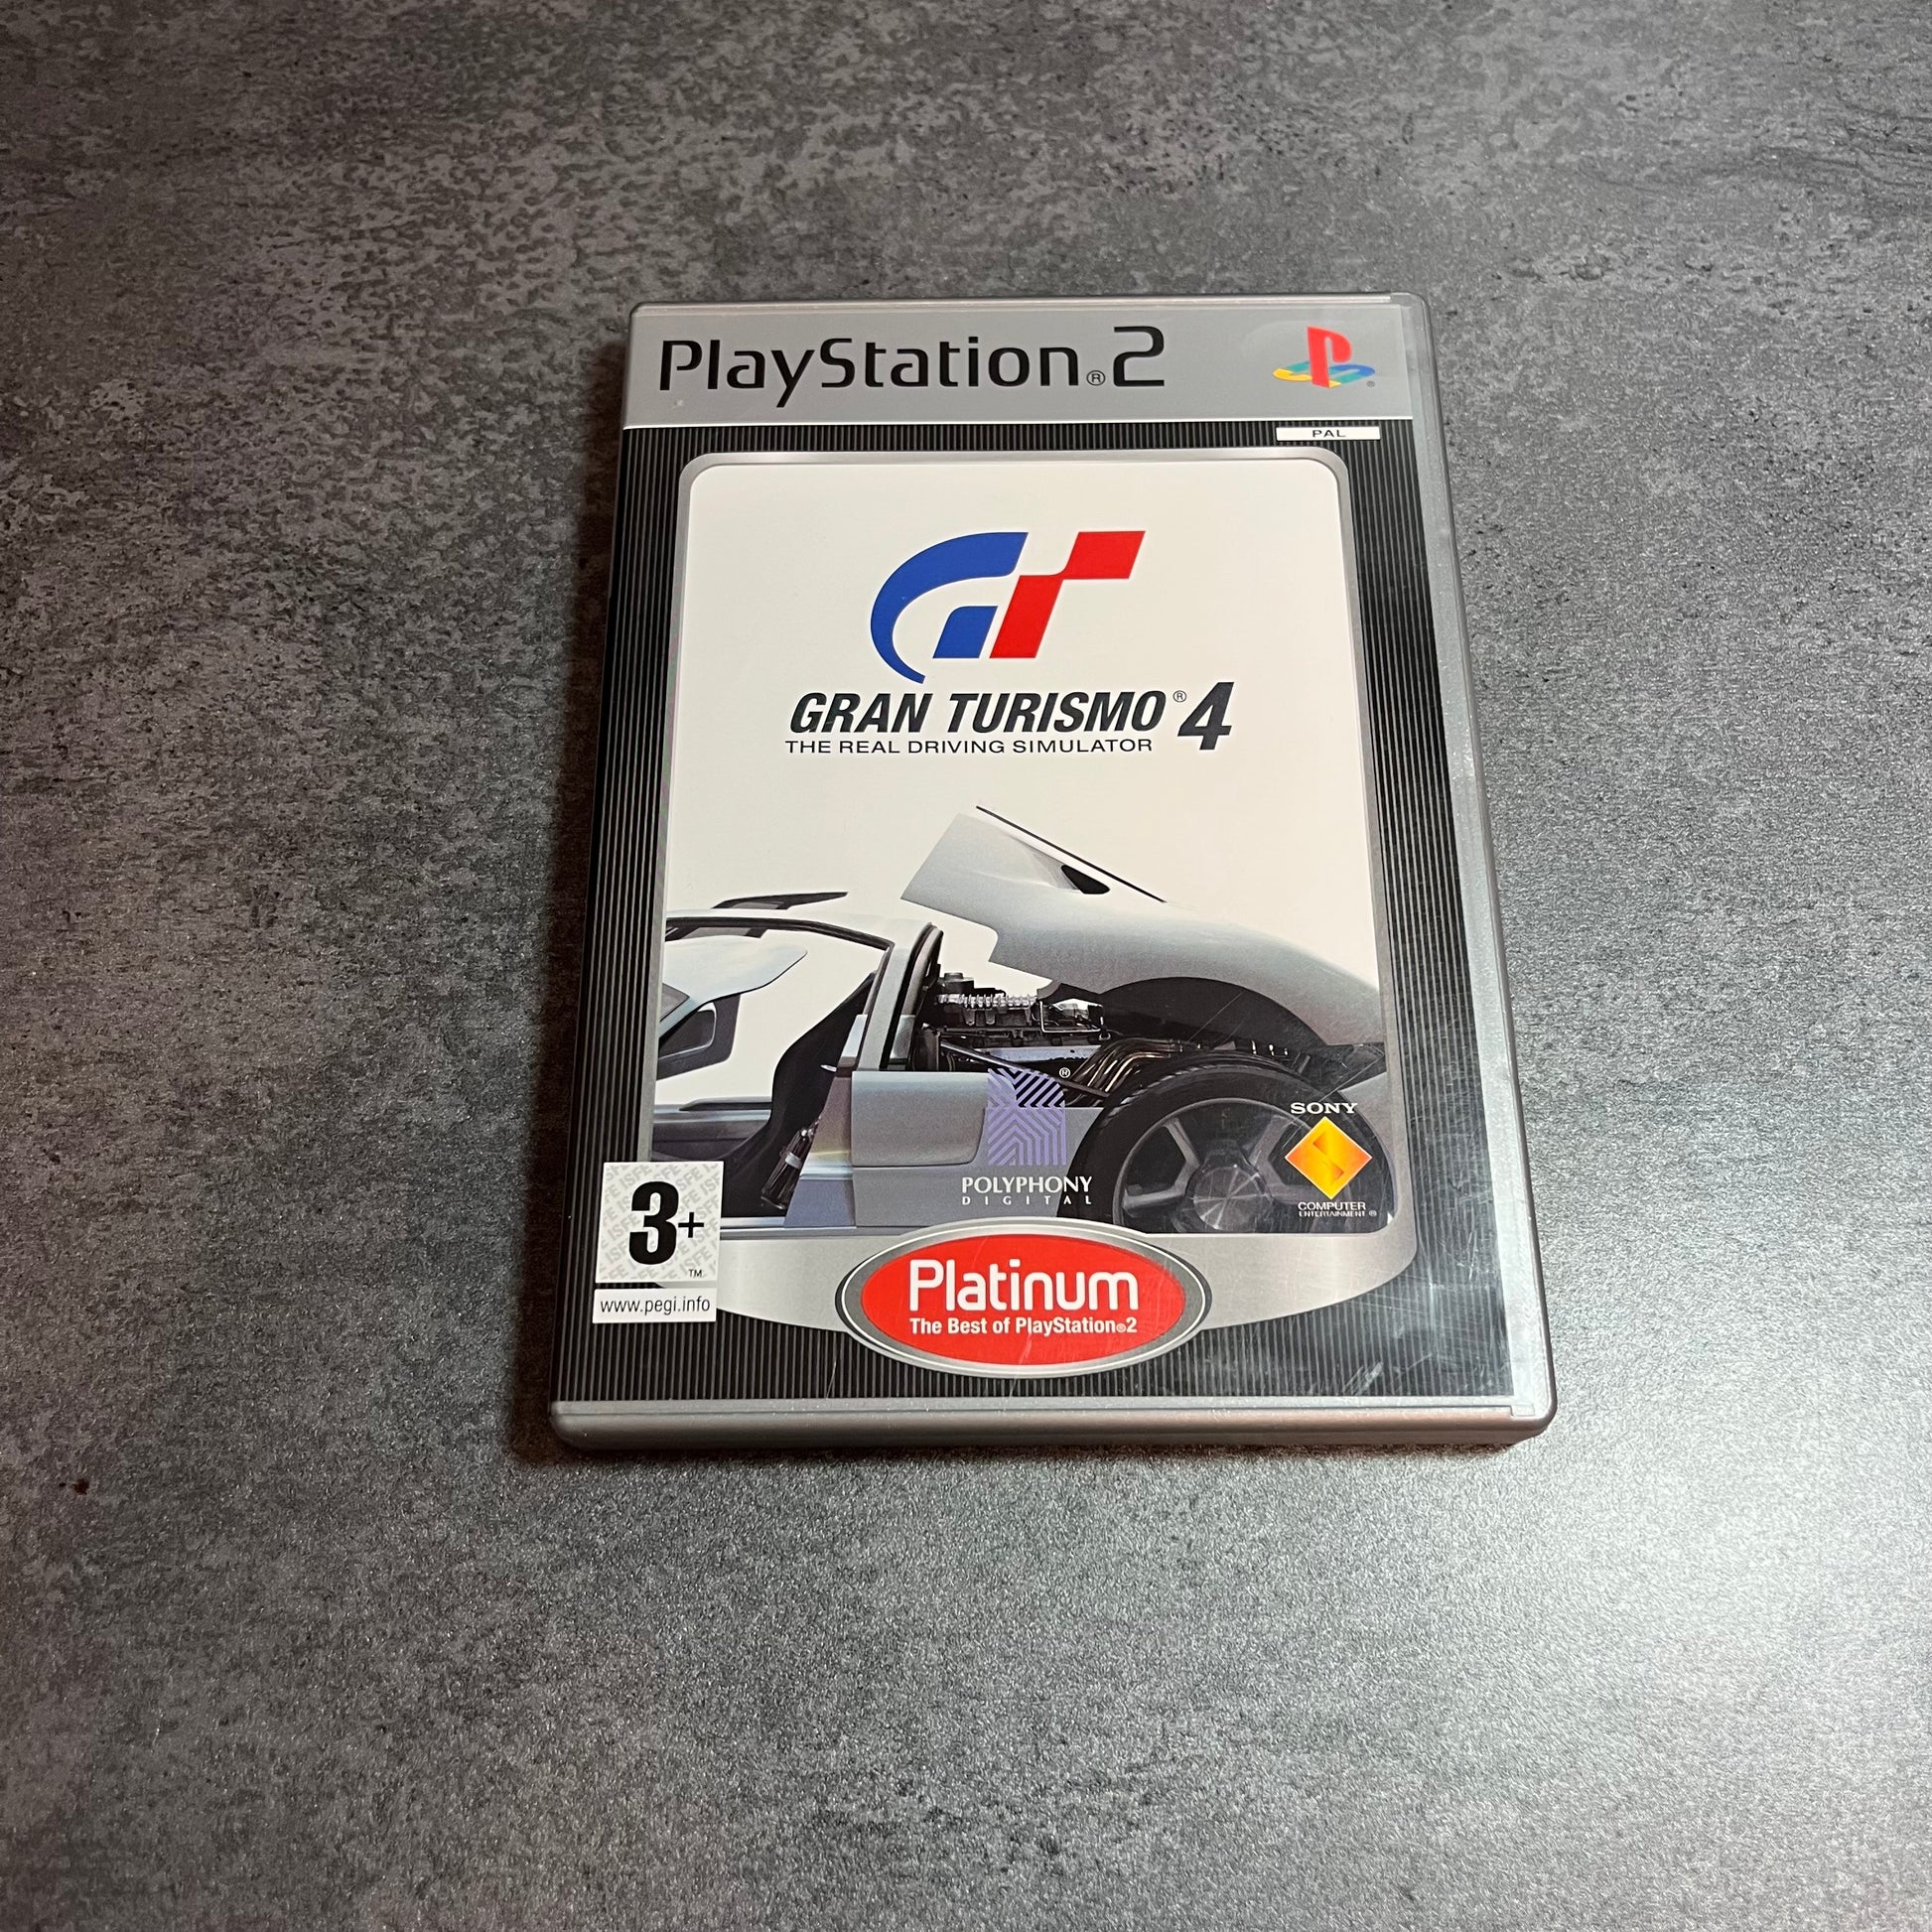 PlayStation®2
PAL
GRAN TURISMO®4
THE REAL DRIVING SIMULATOR
®
SONY
POLYPHONY
DIGITAL
COMPUTER
ENTERTAINMENT®
3+
TM
www.pegi.info
Platinum
The Best of PlayStation®2